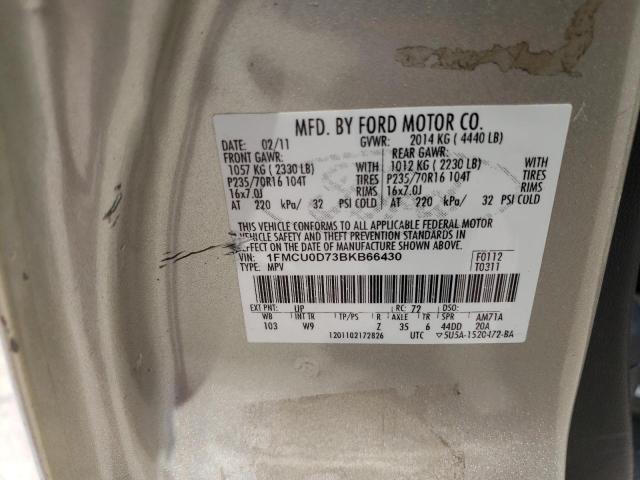 MFD. BY FORD MOTOR CO.
DATE: 02/11 GVWR: 2014 KG ( 4440 LB)
FRONT GAWR: REAR GAWR:
1057 KG ( 2330 LB) WITH 1012 KG ( 2230 LB) WITH
P235/70R16 104T TIRES P235/70R16 104T TIRES
16x7.0J RIMS 16x7.0J RIMS
AT 220 kPa/ 32 PSI COLD AT 220 kPa/ 32 PSI COLD
THIS VEHICLE CONFORMS TO ALL APPLICABLE FEDERAL MOTOR
VEHICLE SAFETY AND THEFT PREVENTION STANDARDS IN
EFFECT ON THE DATE OF MANUFACTURE SHOWN ABOVE.
VIN: 1FMCU0D73BKB66430 F0112
TYPE: MPV T0311
EXT PNT: UP RC: 72 DSO:
WB INT TR TP/PS R AXLE TR SPR AM71A
103 W9 Z 35 6 44DD 20A
1201102172826 UTC ▽5U5A-1520472-BA